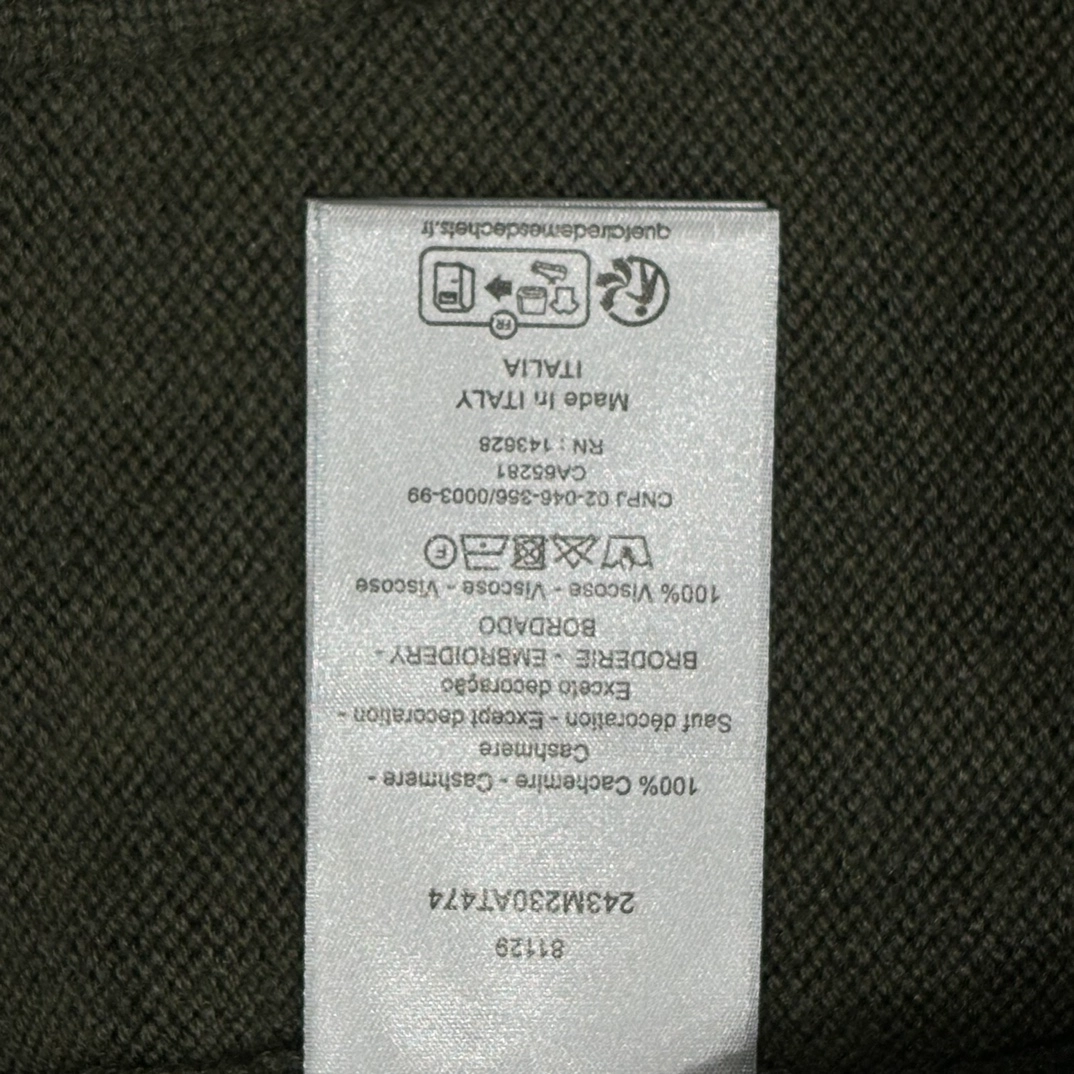 81129
243M230AT474
100% Cachemire - Cashmere -
Cashmere
Sauf décoration - Except decoration -
Exceto decoração
BRODERIE - EMBROIDERY -
BORDADO
100% Viscose - Viscose - Viscose
F
CNPJ 02-046-356/0003-99
CA65281
RN : 143628
Made In ITALY
ITALIA
FR
quefairedemesdechets.fr